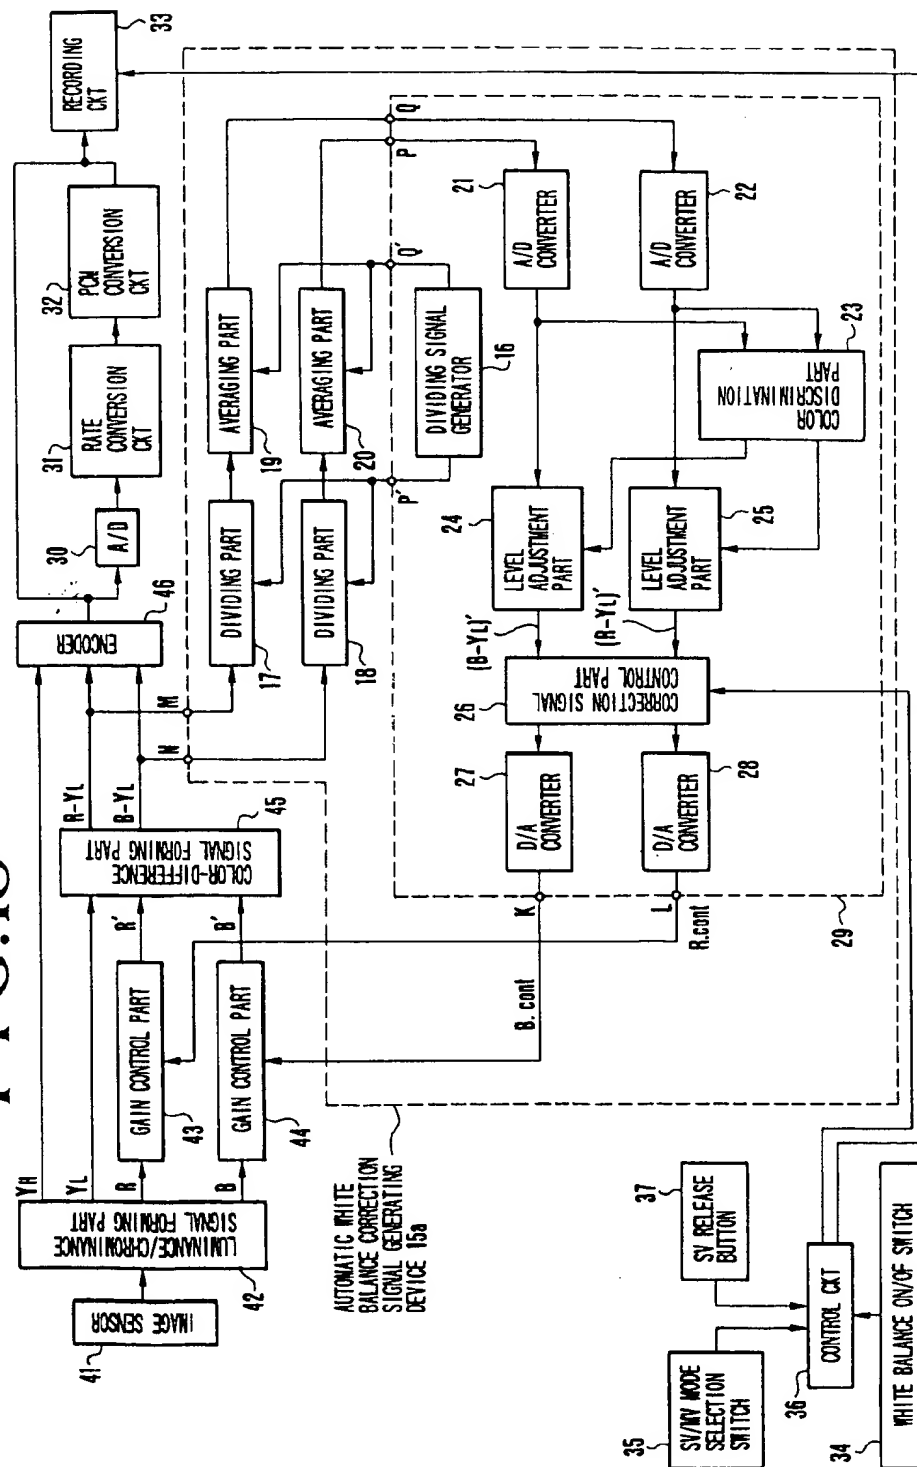 FIG.18
IMAGE SENSOR
41
LUMINANCE/CHROMINANCE
SIGNAL FORMING PART
42
YH
YL
R
B
GAIN CONTROL PART
43
GAIN CONTROL PART
44
R'
B'
COLOR-DIFFERENCE
SIGNAL FORMING PART
45
R-YL
B-YL
ENCODER
46
A/D
30
RATE
CONVERSION
CKT
31
PCM
CONVERSION
CKT
32
RECORDING
CKT
33
M
N
DIVIDING PART
17
DIVIDING PART
18
AVERAGING PART
19
AVERAGING PART
20
P'
Q'
P
Q
DIVIDING SIGNAL
GENERATOR
16
A/D
CONVERTER
21
A/D
CONVERTER
22
COLOR
DISCRIMINATION
PART
23
LEVEL
ADJUSTMENT
PART
24
LEVEL
ADJUSTMENT
PART
25
(B-YL)'
(R-YL)'
CORRECTION SIGNAL
CONTROL PART
26
D/A
CONVERTER
27
D/A
CONVERTER
28
K
L
B.cont
R.cont
29
AUTOMATIC WHITE
BALANCE CORRECTION
SIGNAL GENERATING
DEVICE 15a
SV/MV MODE
SELECTION
SWITCH
35
SV RELEASE
BUTTON
37
CONTROL CKT
36
WHITE BALANCE ON/OF SWITCH
34